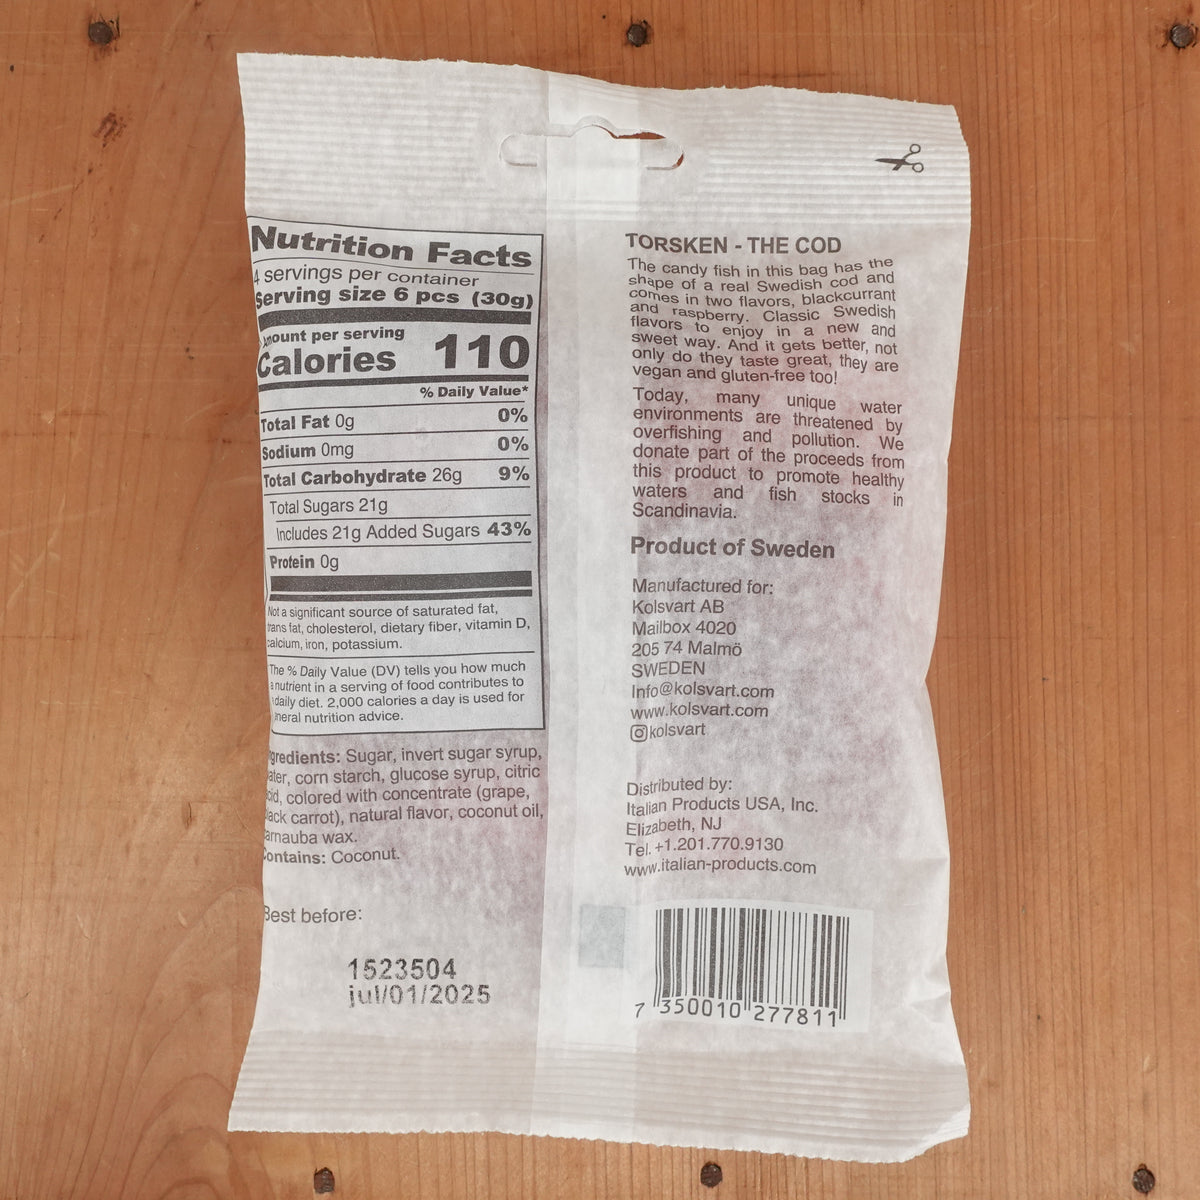 Nutrition Facts
4 servings per container
Serving size 6 pcs (30g)
Amount per serving
Calories 110
% Daily Value*
Total Fat 0g 0%
Sodium 0mg 0%
Total Carbohydrate 26g 9%
Total Sugars 21g
Includes 21g Added Sugars 43%
Protein 0g
Not a significant source of saturated fat,
trans fat, cholesterol, dietary fiber, vitamin D,
calcium, iron, potassium.
The % Daily Value (DV) tells you how much
a nutrient in a serving of food contributes to
daily diet. 2,000 calories a day is used for
neral nutrition advice.
gredients: Sugar, invert sugar syrup,
ater, corn starch, glucose syrup, citric
cid, colored with concentrate (grape,
lack carrot), natural flavor, coconut oil,
arnauba wax.
Contains: Coconut.
Best before:
1523504
jul/01/2025
TORSKEN - THE COD
The candy fish in this bag has the
shape of a real Swedish cod and
comes in two flavors, blackcurrant
and raspberry. Classic Swedish
flavors to enjoy in a new and
sweet way. And it gets better, not
only do they taste great, they are
vegan and gluten-free too!
Today, many unique water
environments are threatened by
overfishing and pollution. We
donate part of the proceeds from
this product to promote healthy
waters and fish stocks in
Scandinavia.
Product of Sweden
Manufactured for:
Kolsvart AB
Mailbox 4020
205 74 Malmö
SWEDEN
Info@kolsvart.com
www.kolsvart.com
kolsvart
Distributed by:
Italian Products USA, Inc.
Elizabeth, NJ
Tel. +1.201.770.9130
www.italian-products.com
7 350010 277811